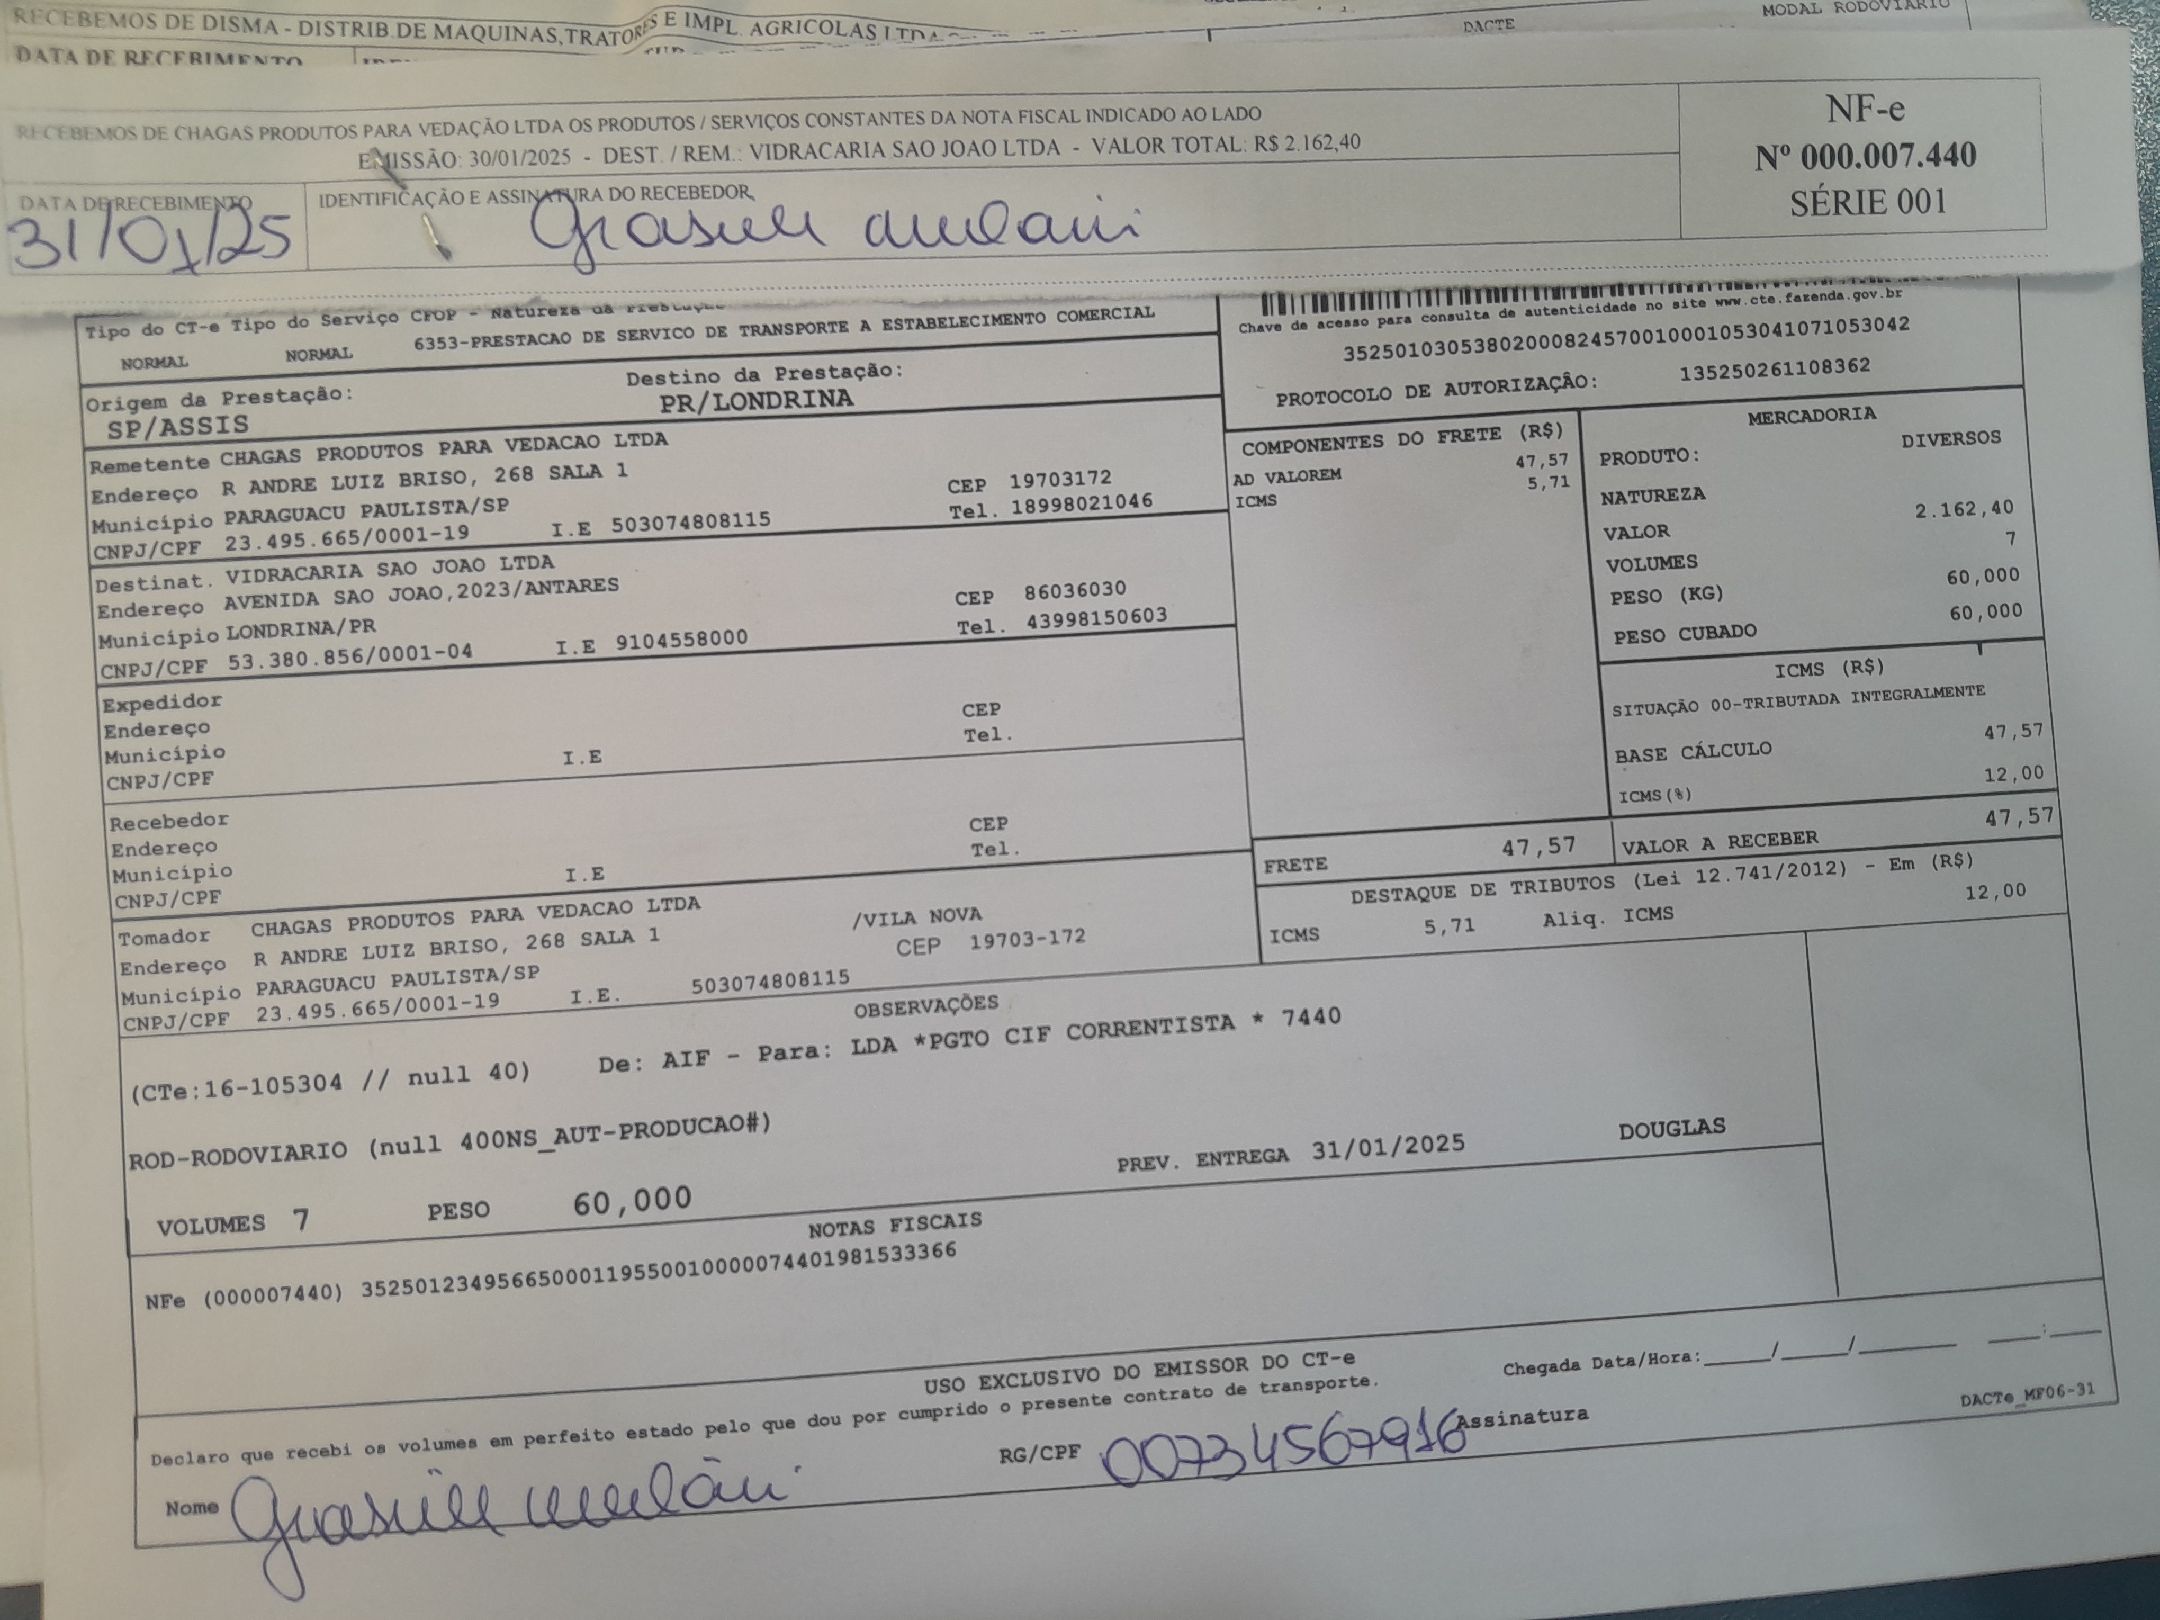 RECEBEMOS DE DISMA - DISTRIB.DE MAQUINAS,TRATORES E IMPL. AGRICOLAS LTDA
DACTE
MODAL RODOVIÁRIO
DATA DE RECEBIMENTO
RECEBEMOS DE CHAGAS PRODUTOS PARA VEDAÇÃO LTDA OS PRODUTOS / SERVIÇOS CONSTANTES DA NOTA FISCAL INDICADO AO LADO
EMISSÃO: 30/01/2025 - DEST. / REM.: VIDRACARIA SAO JOAO LTDA - VALOR TOTAL: R$ 2.162,40
NF-e
Nº 000.007.440
SÉRIE 001
DATA DE RECEBIMENTO
31/01/25
IDENTIFICAÇÃO E ASSINATURA DO RECEBEDOR
Tipo do CT-e Tipo do Serviço CFOP - Natureza da Prestação
NORMAL NORMAL 6353-PRESTACAO DE SERVICO DE TRANSPORTE A ESTABELECIMENTO COMERCIAL
Chave de acesso para consulta de autenticidade no site www.cte.fazenda.gov.br
35250103053802000824570010001053041071053042
PROTOCOLO DE AUTORIZAÇÃO: 135250261108362
Origem da Prestação: Destino da Prestação:
SP/ASSIS PR/LONDRINA
Remetente CHAGAS PRODUTOS PARA VEDACAO LTDA
Endereço R ANDRE LUIZ BRISO, 268 SALA 1 CEP 19703172
Município PARAGUACU PAULISTA/SP Tel. 18998021046
CNPJ/CPF 23.495.665/0001-19 I.E 503074808115
Destinat. VIDRACARIA SAO JOAO LTDA
Endereço AVENIDA SAO JOAO,2023/ANTARES CEP 86036030
Município LONDRINA/PR Tel. 43998150603
CNPJ/CPF 53.380.856/0001-04 I.E 9104558000
Expedidor
Endereço CEP
Município Tel.
CNPJ/CPF I.E
Recebedor
Endereço CEP
Município Tel.
CNPJ/CPF I.E
Tomador CHAGAS PRODUTOS PARA VEDACAO LTDA
Endereço R ANDRE LUIZ BRISO, 268 SALA 1 /VILA NOVA
Município PARAGUACU PAULISTA/SP CEP 19703-172
CNPJ/CPF 23.495.665/0001-19 I.E. 503074808115
COMPONENTES DO FRETE (R$)
AD VALOREM 47,57
ICMS 5,71
MERCADORIA
PRODUTO: DIVERSOS
NATUREZA
VALOR 2.162,40
VOLUMES 7
PESO (KG) 60,000
PESO CUBADO 60,000
ICMS (R$)
SITUAÇÃO 00-TRIBUTADA INTEGRALMENTE
BASE CÁLCULO 47,57
ICMS(%) 12,00
FRETE 47,57 VALOR A RECEBER 47,57
DESTAQUE DE TRIBUTOS (Lei 12.741/2012) - Em (R$)
ICMS 5,71 Aliq. ICMS 12,00
OBSERVAÇÕES
(CTe:16-105304 // null 40) De: AIF - Para: LDA *PGTO CIF CORRENTISTA * 7440
ROD-RODOVIARIO (null 400NS_AUT-PRODUCAO#)
PREV. ENTREGA 31/01/2025 DOUGLAS
VOLUMES 7 PESO 60,000
NOTAS FISCAIS
NFe (000007440) 35250123495665000119550010000074401981533366
USO EXCLUSIVO DO EMISSOR DO CT-e
Declaro que recebi os volumes em perfeito estado pelo que dou por cumprido o presente contrato de transporte.
Chegada Data/Hora:_____/_____/_______ ____:____
Nome
RG/CPF 00734567916 Assinatura
DACTe_MF06-31